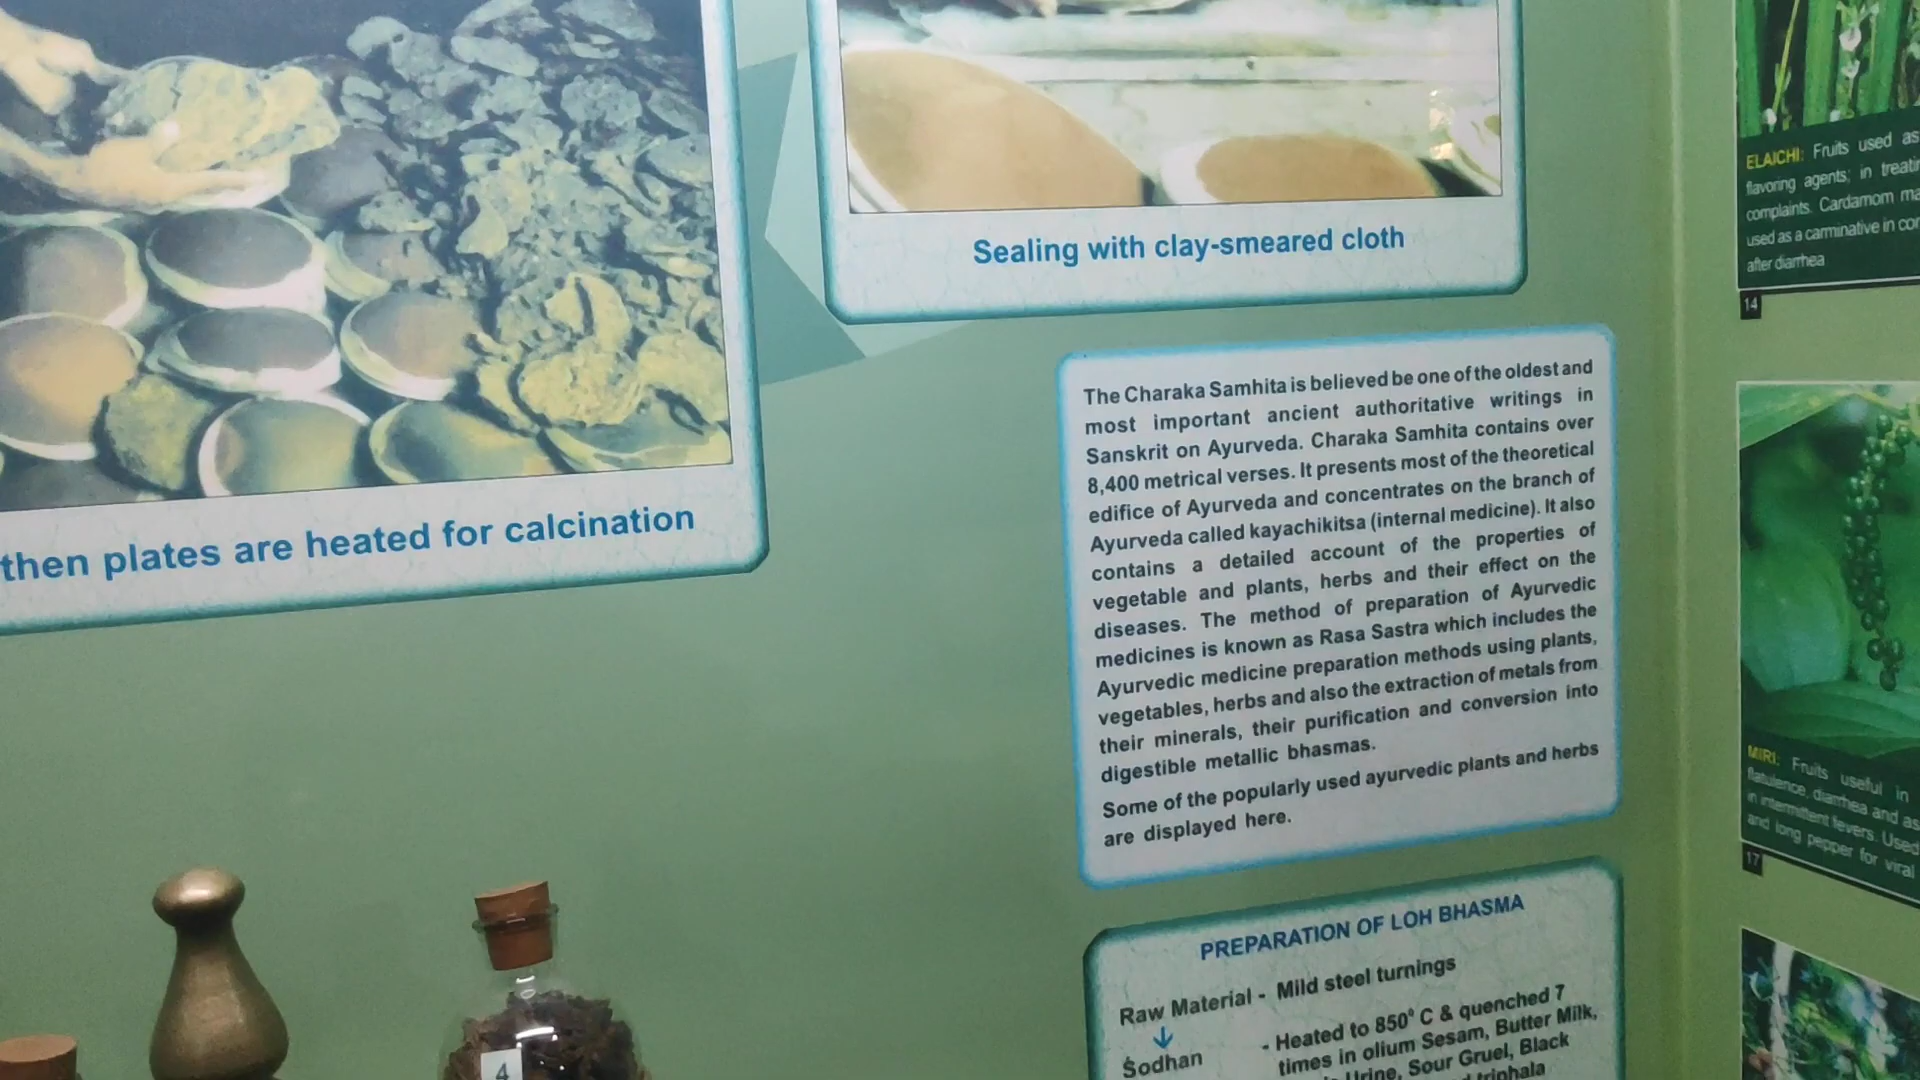 then plates are heated for calcination
Sealing with clay-smeared cloth
The Charaka Samhita is believed be one of the oldest and
most important ancient authoritative writings in
Sanskrit on Ayurveda. Charaka Samhita contains over
8,400 metrical verses. It presents most of the theoretical
edifice of Ayurveda and concentrates on the branch of
Ayurveda called kayachikitsa (internal medicine). It also
contains a detailed account of the properties of
vegetable and plants, herbs and their effect on the
diseases. The method of preparation of Ayurvedic
medicines is known as Rasa Sastra which includes the
Ayurvedic medicine preparation methods using plants,
vegetables, herbs and also the extraction of metals from
their minerals, their purification and conversion into
digestible metallic bhasmas.
Some of the popularly used ayurvedic plants and herbs
are displayed here.
PREPARATION OF LOH BHASMA
Raw Material - Mild steel turnings
Śodhan - Heated to 850° C & quenched 7
times in olium Sesam, Butter Milk,
Urine, Sour Gruel, Black
triphala
4
ELAICHI: Fruits used as
flavoring agents; in
complaints. Cardamom
used as a carminative in
after diarrhea
14
MIRI: Fruits useful in
flatulence, diarrhea and as
in intermittent fevers. Used
and long pepper for viral
17